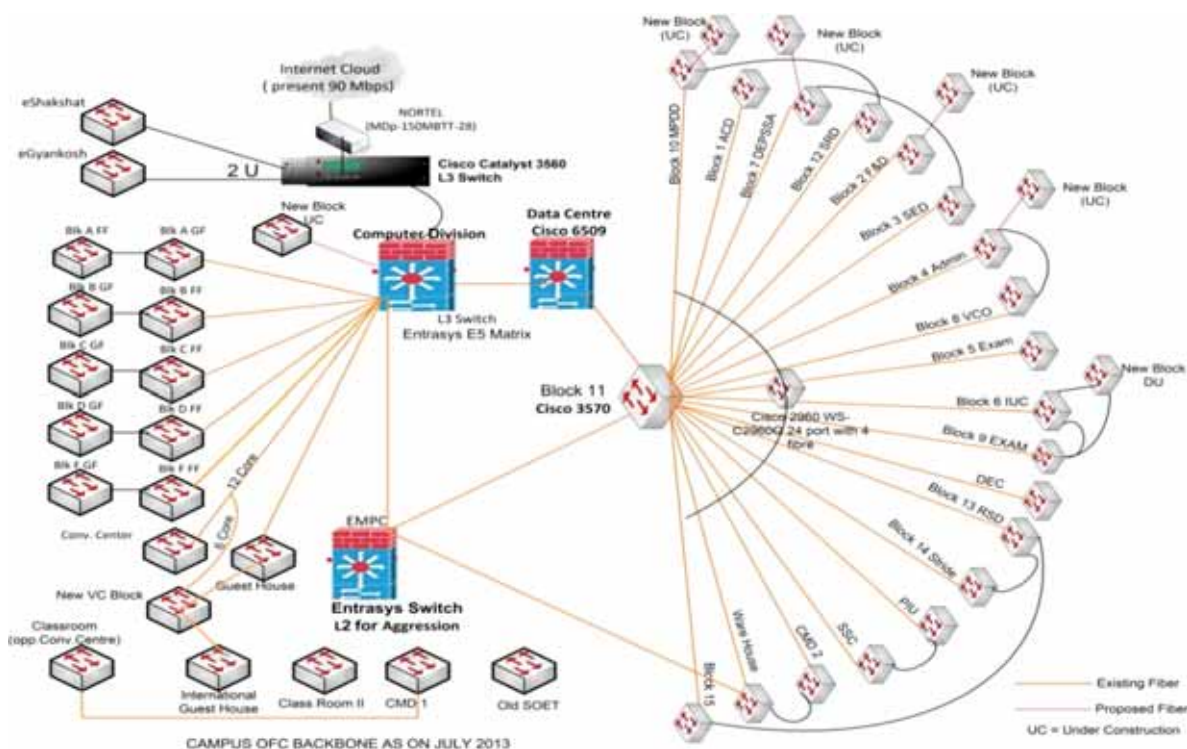 Internet Cloud
( present 90 Mbps)
NORTEL
(MDp-150MBTT-28)
eShakshat
eGyankosh
2 U
Cisco Catalyst 3560
L3 Switch
New Block
UC
Computer Division
Data Centre
Cisco 6509
L3 Switch
Entrasys E5 Matrix
Blk A FF
Blk A GF
Blk B GF
Blk B FF
Blk C GF
Blk C FF
Blk D GF
Blk D FF
Blk F GF
Blk F FF
Conv. Center
12 Core
6 Core
Guest House
New VC Block
Classroom
(opp.Conv.Centre)
International
Guest House
Class Room II
CMD 1
Old SOET
EMPC
Entrasys Switch
L2 for Aggression
Block 11
Cisco 3570
Cisco-2960 WS-
C2960G 24 port with 4
fibre
New Block
(UC)
New Block
(UC)
New Block
(UC)
New Block
(UC)
Block 10 MPDD
Block 1 ACD
Block 7 DEPSSA
Block 12 SRD
Block 2 F&D
Block 3 SED
Block 4 Admin
Block 8 VCO
Block 5 Exam
New Block
DU
Block 6 IUC
Block 9 EXAM
DEC
Block 13 RSD
Block 14 Stride
PIU
SSC
CMD 2
Ware House
Block 15
Existing Fiber
Proposed Fiber
UC = Under Construction
CAMPUS OFC BACKBONE AS ON JULY 2013